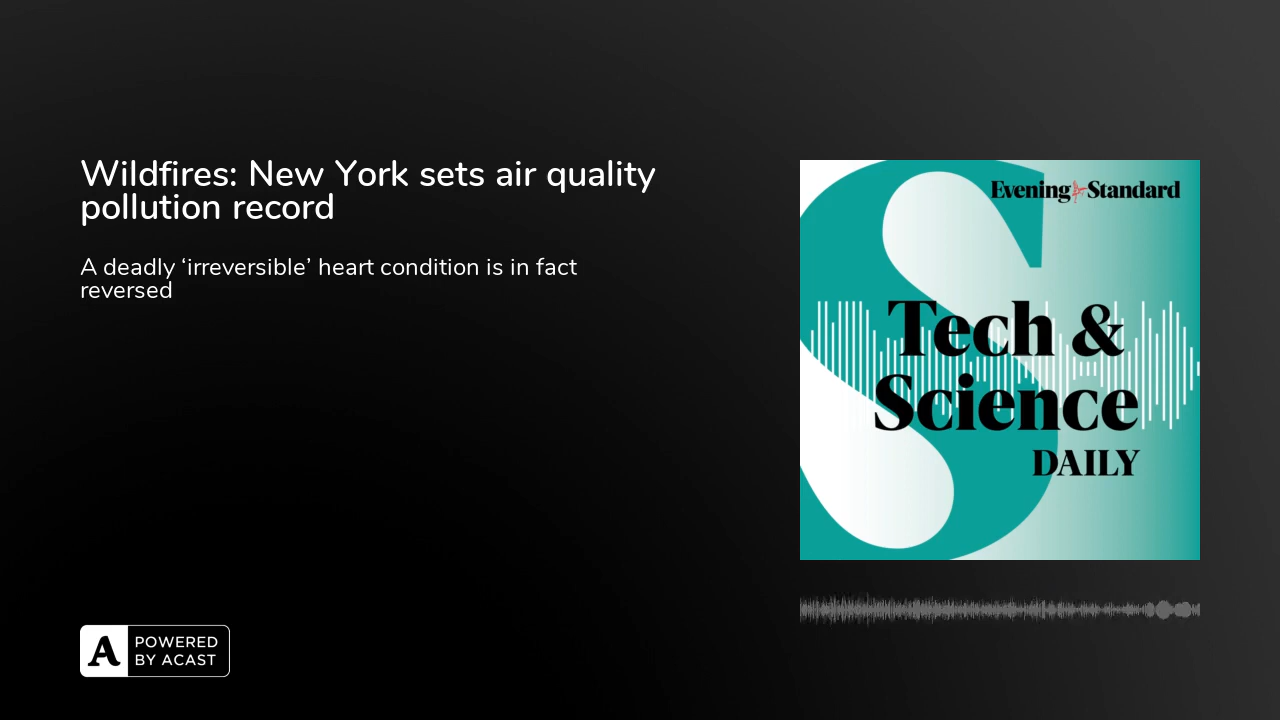 Wildfires: New York sets air quality
pollution record
A deadly ‘irreversible’ heart condition is in fact
reversed
Evening Standard
Tech &
Science
DAILY
A POWERED
BY ACAST